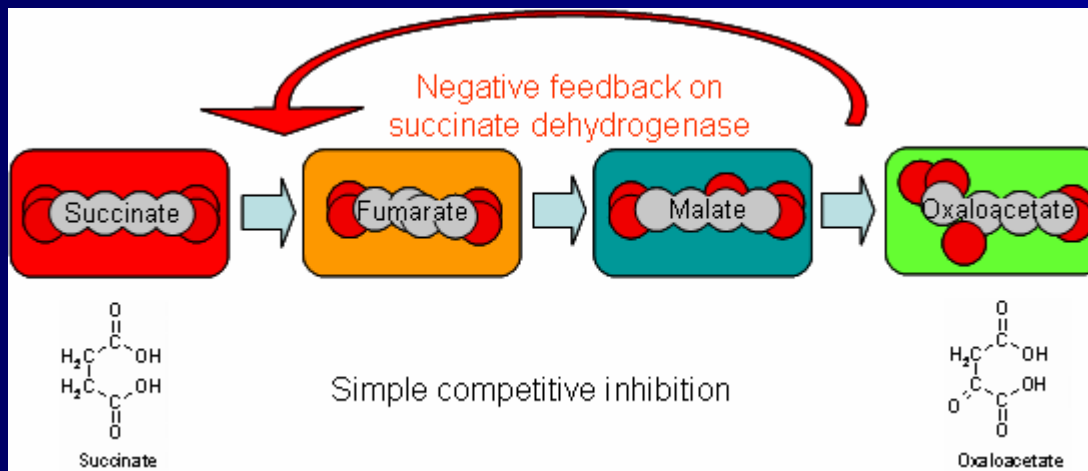 Negative feedback on
succinate dehydrogenase
Succinate
Fumarate
Malate
Oxaloacetate
O
C
H₂C
OH
H₂C
OH
C
O
Succinate
Simple competitive inhibition
O
C
H₂C
OH
C
OH
O
C
O
Oxaloacetate